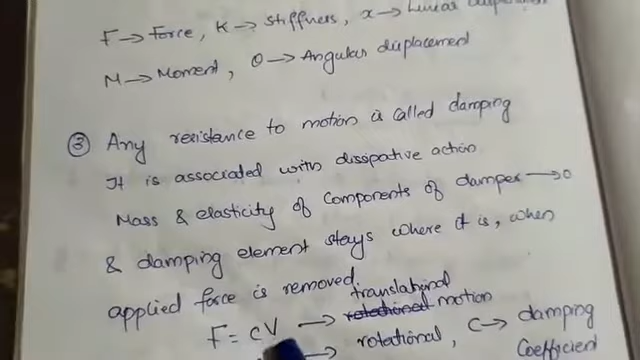 F → Force, K → stiffness, x → Linear
M → Moment, θ → Angular displacement
③ Any resistance to motion is called damping
It is associated with dissipative action
Mass & elasticity of components of damper → 0
& damping element stays where it is, when
applied force is removed.
translational
F = CV → rotational motion
→ rotational, C → damping
Coefficient